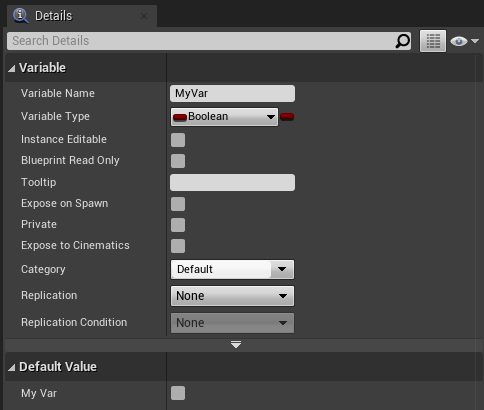 Details
Search Details
Variable
Variable Name MyVar
Variable Type Boolean
Instance Editable
Blueprint Read Only
Tooltip
Expose on Spawn
Private
Expose to Cinematics
Category Default
Replication None
Replication Condition None
Default Value
My Var